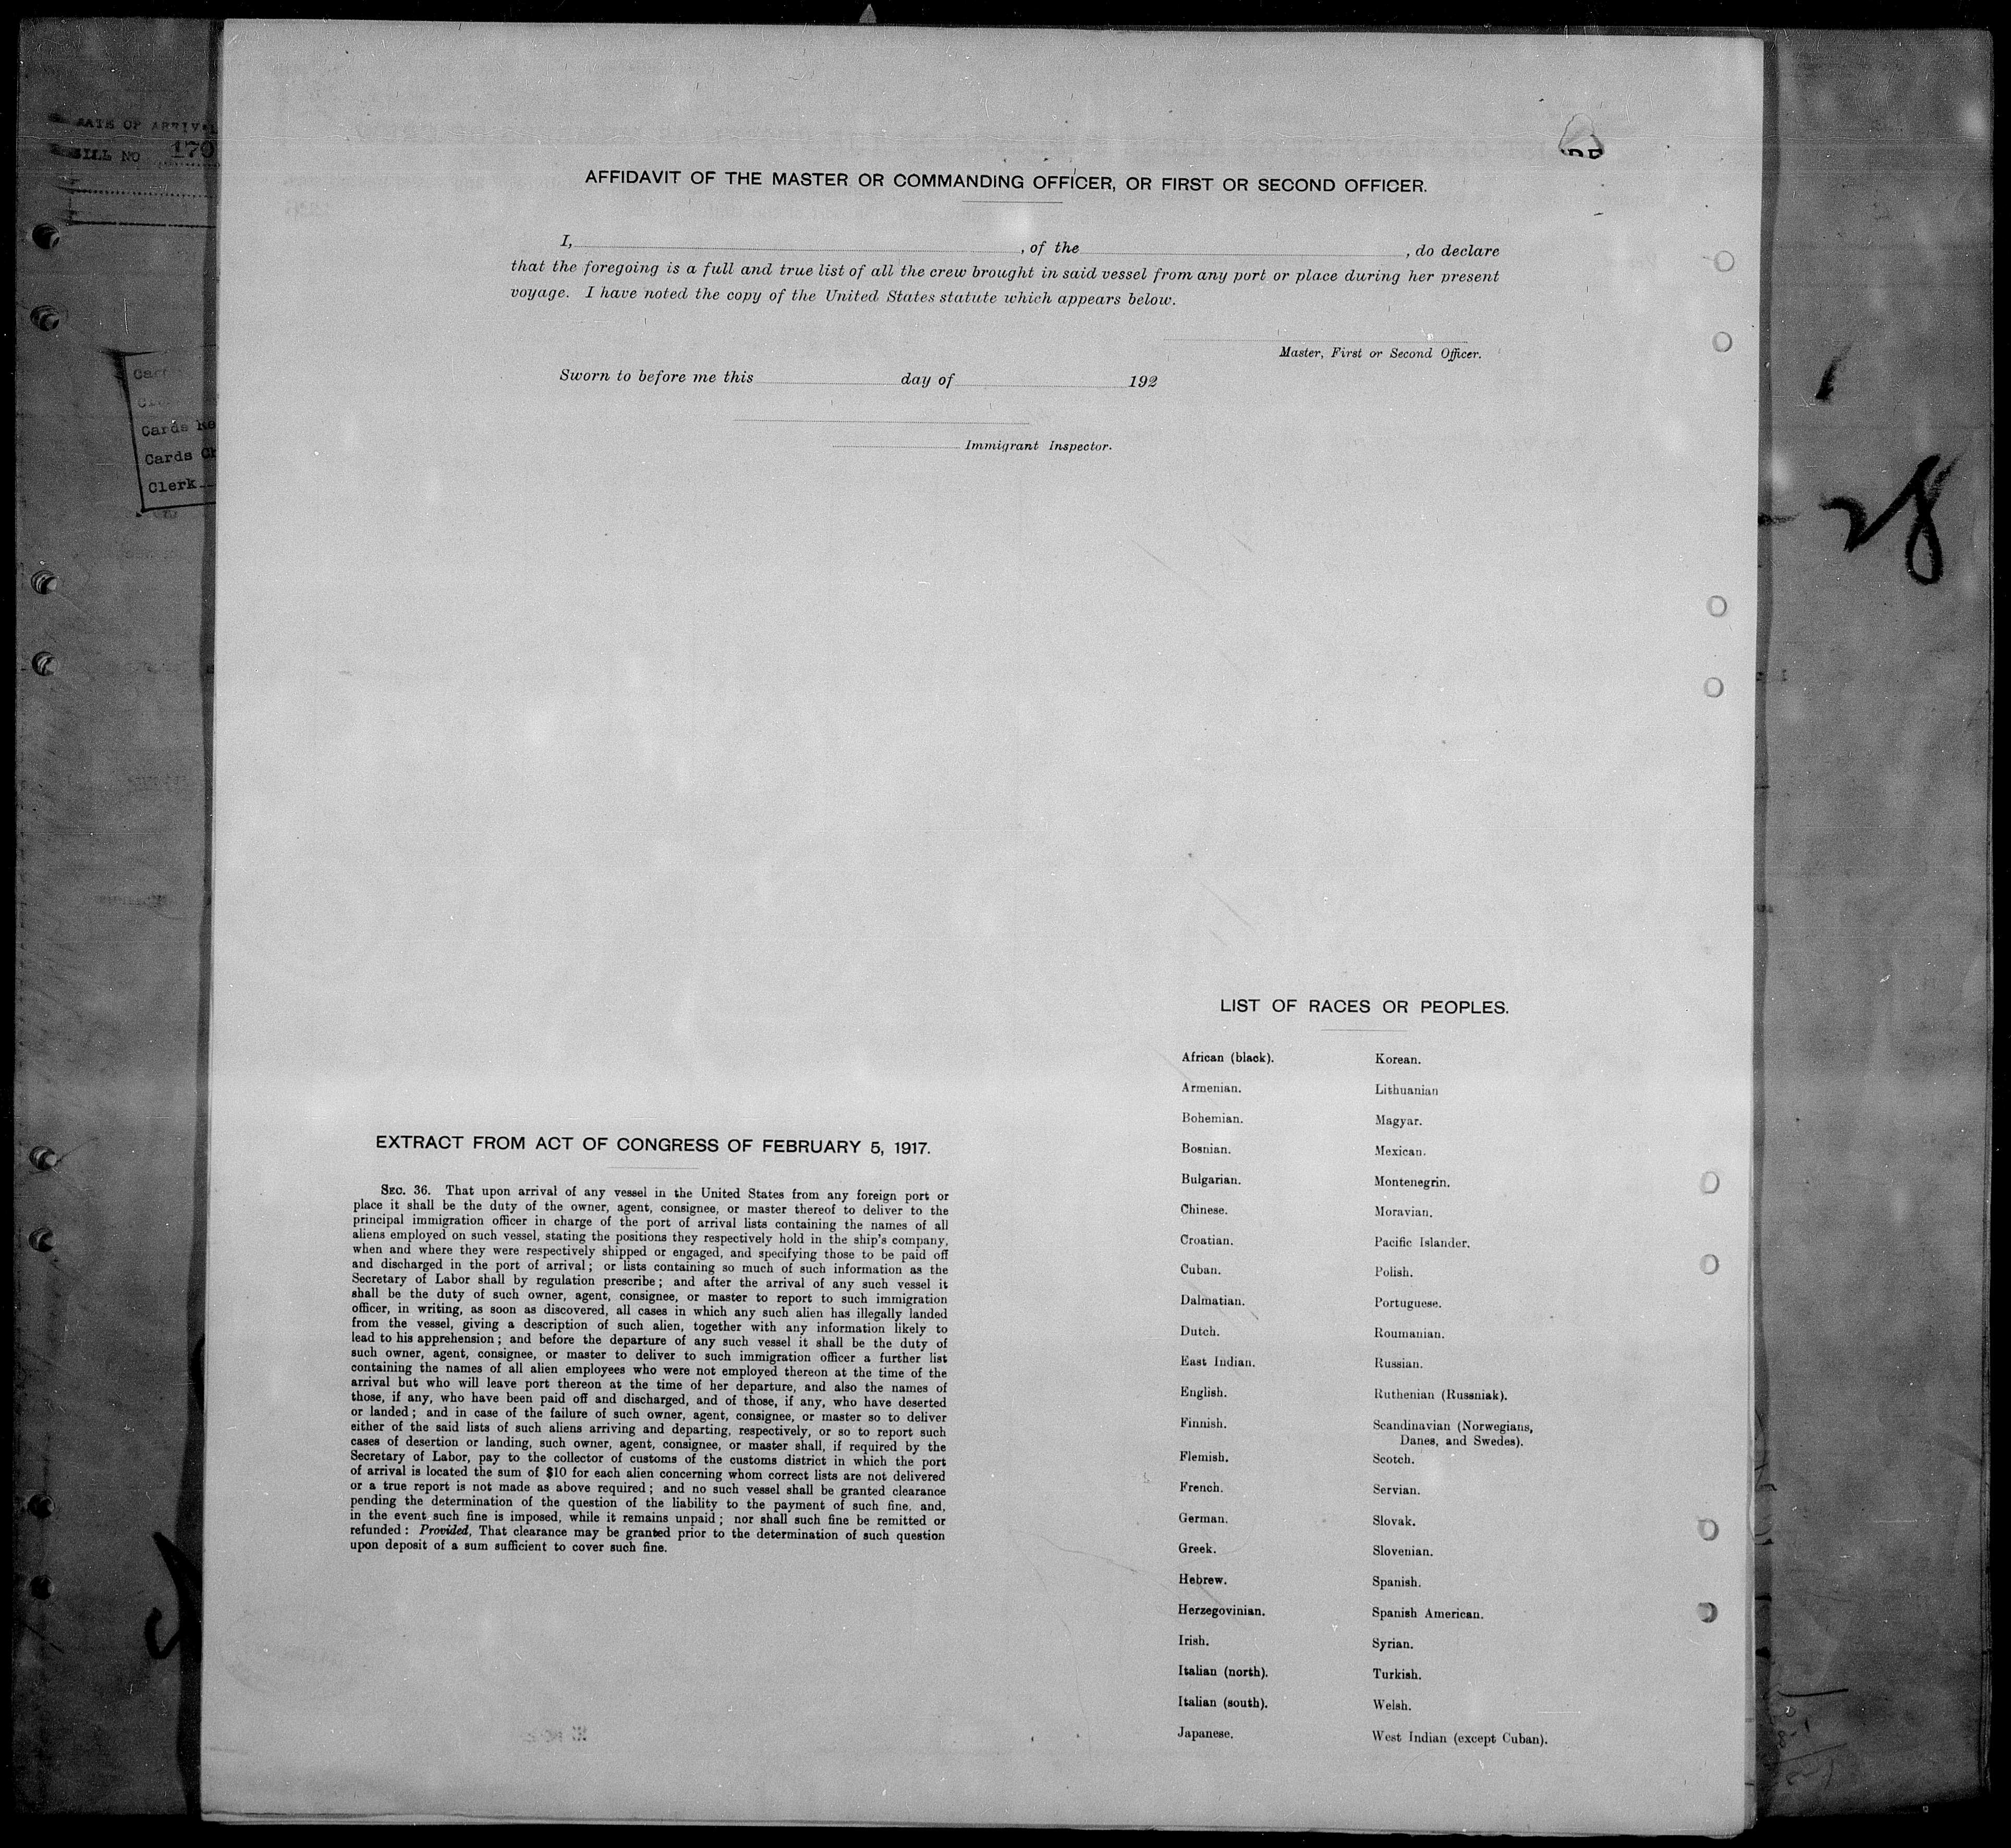 DATE OF ARRIVAL
BILL NO 170
Cards
Cards
Clerk
28
AFFIDAVIT OF THE MASTER OR COMMANDING OFFICER, OR FIRST OR SECOND OFFICER.
I, , of the , do declare
that the foregoing is a full and true list of all the crew brought in said vessel from any port or place during her present
voyage. I have noted the copy of the United States statute which appears below.
Master, First or Second Officer.
Sworn to before me this day of 192
Immigrant Inspector.
EXTRACT FROM ACT OF CONGRESS OF FEBRUARY 5, 1917.
SEC. 36. That upon arrival of any vessel in the United States from any foreign port or
place it shall be the duty of the owner, agent, consignee, or master thereof to deliver to the
principal immigration officer in charge of the port of arrival lists containing the names of all
aliens employed on such vessel, stating the positions they respectively hold in the ship's company,
when and where they were respectively shipped or engaged, and specifying those to be paid off
and discharged in the port of arrival; or lists containing so much of such information as the
Secretary of Labor shall by regulation prescribe; and after the arrival of any such vessel it
shall be the duty of such owner, agent, consignee, or master to report to such immigration
officer, in writing, as soon as discovered, all cases in which any such alien has illegally landed
from the vessel, giving a description of such alien, together with any information likely to
lead to his apprehension; and before the departure of any such vessel it shall be the duty of
such owner, agent, consignee, or master to deliver to such immigration officer a further list
containing the names of all alien employees who were not employed thereon at the time of the
arrival but who will leave port thereon at the time of her departure, and also the names of
those, if any, who have been paid off and discharged, and of those, if any, who have deserted
or landed; and in case of the failure of such owner, agent, consignee, or master so to deliver
either of the said lists of such aliens arriving and departing, respectively, or so to report such
cases of desertion or landing, such owner, agent, consignee, or master shall, if required by the
Secretary of Labor, pay to the collector of customs of the customs district in which the port
of arrival is located the sum of $10 for each alien concerning whom correct lists are not delivered
or a true report is not made as above required; and no such vessel shall be granted clearance
pending the determination of the question of the liability to the payment of such fine, and,
in the event such fine is imposed, while it remains unpaid; nor shall such fine be remitted or
refunded: Provided, That clearance may be granted prior to the determination of such question
upon deposit of a sum sufficient to cover such fine.
LIST OF RACES OR PEOPLES.
African (black).
Armenian.
Bohemian.
Bosnian.
Bulgarian.
Chinese.
Croatian.
Cuban.
Dalmatian.
Dutch.
East Indian.
English.
Finnish.
Flemish.
French.
German.
Greek.
Hebrew.
Herzegovinian.
Irish.
Italian (north).
Italian (south).
Japanese.
Korean.
Lithuanian
Magyar.
Mexican.
Montenegrin.
Moravian.
Pacific Islander.
Polish.
Portuguese.
Roumanian.
Russian.
Ruthenian (Russniak).
Scandinavian (Norwegians,
Danes, and Swedes).
Scotch.
Servian.
Slovak.
Slovenian.
Spanish.
Spanish American.
Syrian.
Turkish.
Welsh.
West Indian (except Cuban).